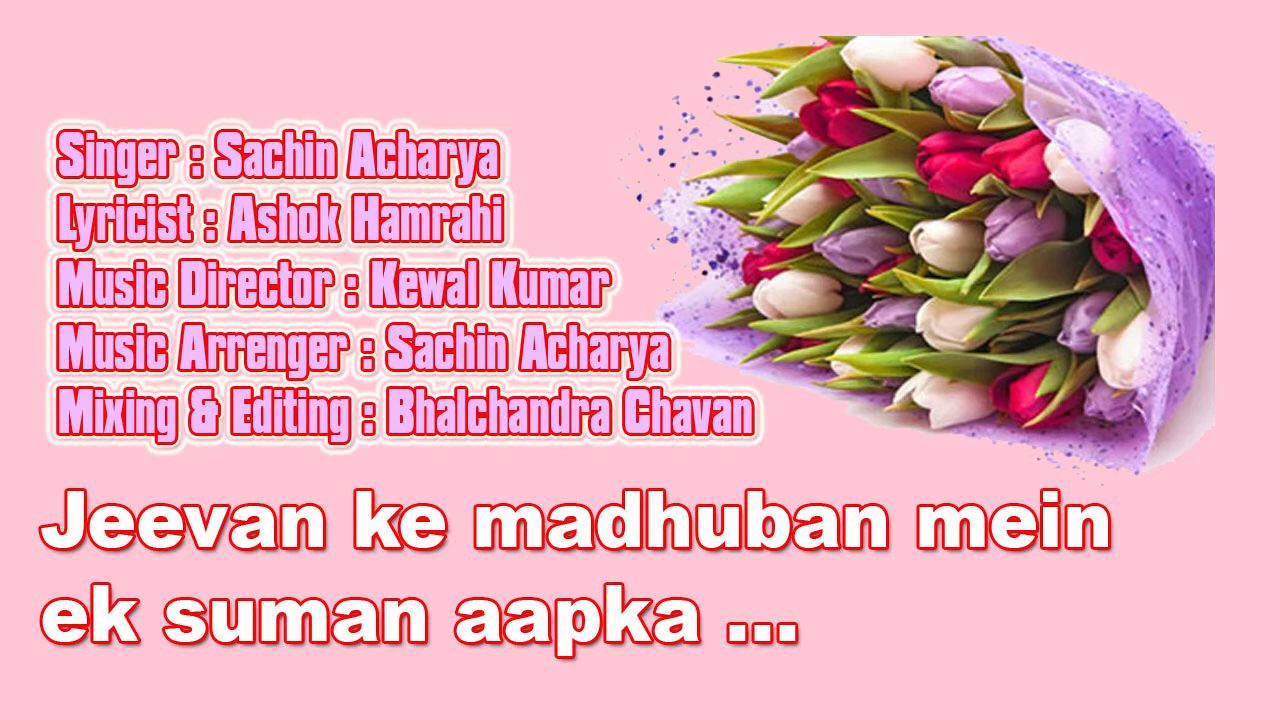 Singer : Sachin Acharya
Lyricist : Ashok Hamrahi
Music Director : Kewal Kumar
Music Arrenger : Sachin Acharya
Mixing & Editing : Bhalchandra Chavan
Jeevan ke madhuban mein
ek suman aapka ...